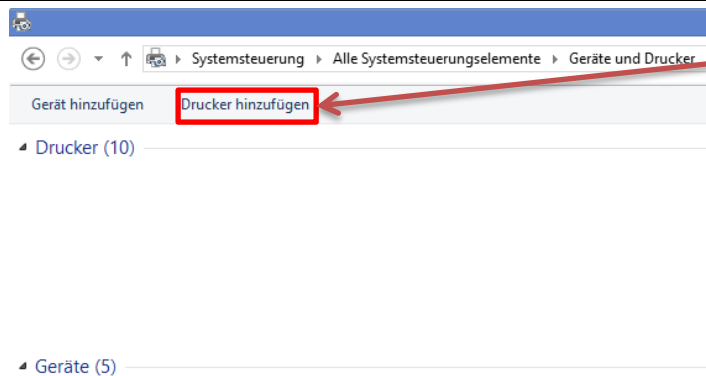 Systemsteuerung Alle Systemsteuerungselemente Geräte und Drucker
Gerät hinzufügen Drucker hinzufügen
Drucker (10)
Geräte (5)